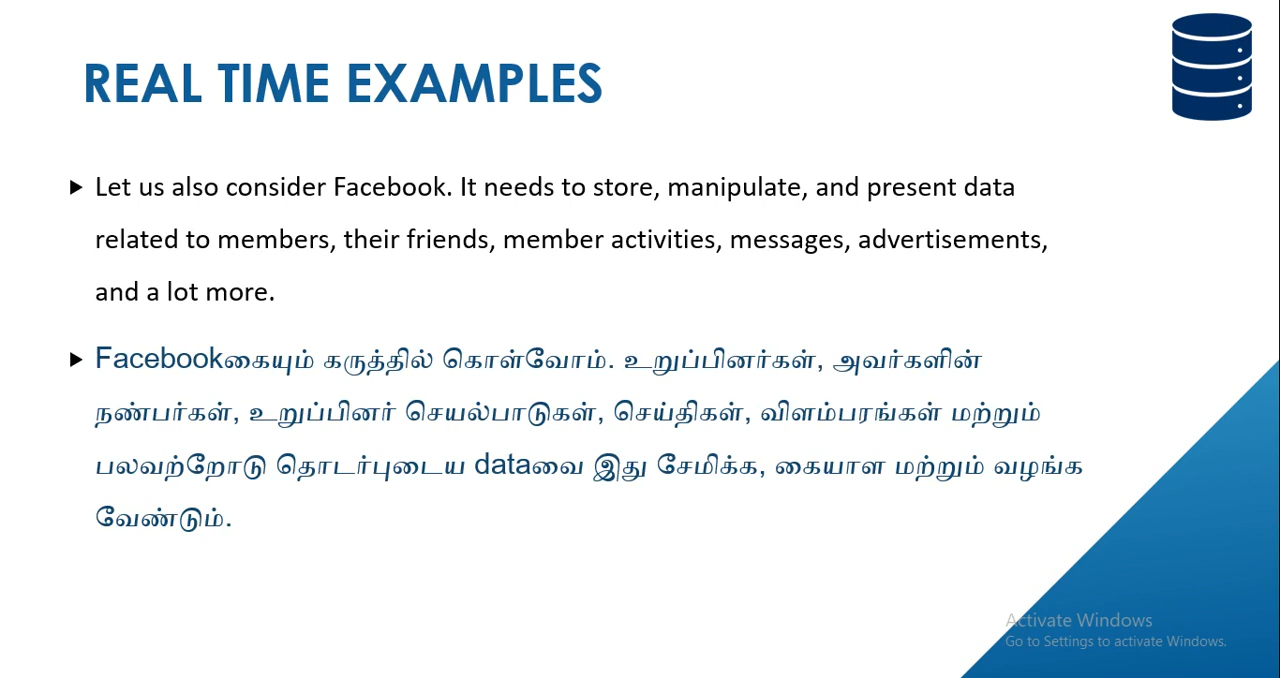 REAL TIME EXAMPLES
Let us also consider Facebook. It needs to store, manipulate, and present data
related to members, their friends, member activities, messages, advertisements,
and a lot more.
Facebookகையும் கருத்தில் கொள்வோம். உறுப்பினர்கள், அவர்களின்
நண்பர்கள், உறுப்பினர் செயல்பாடுகள், செய்திகள், விளம்பரங்கள் மற்றும்
பலவற்றோடு தொடர்புடைய dataவை இது சேமிக்க, கையாள மற்றும் வழங்க
வேண்டும்.
Activate Windows
Go to Settings to activate Windows.